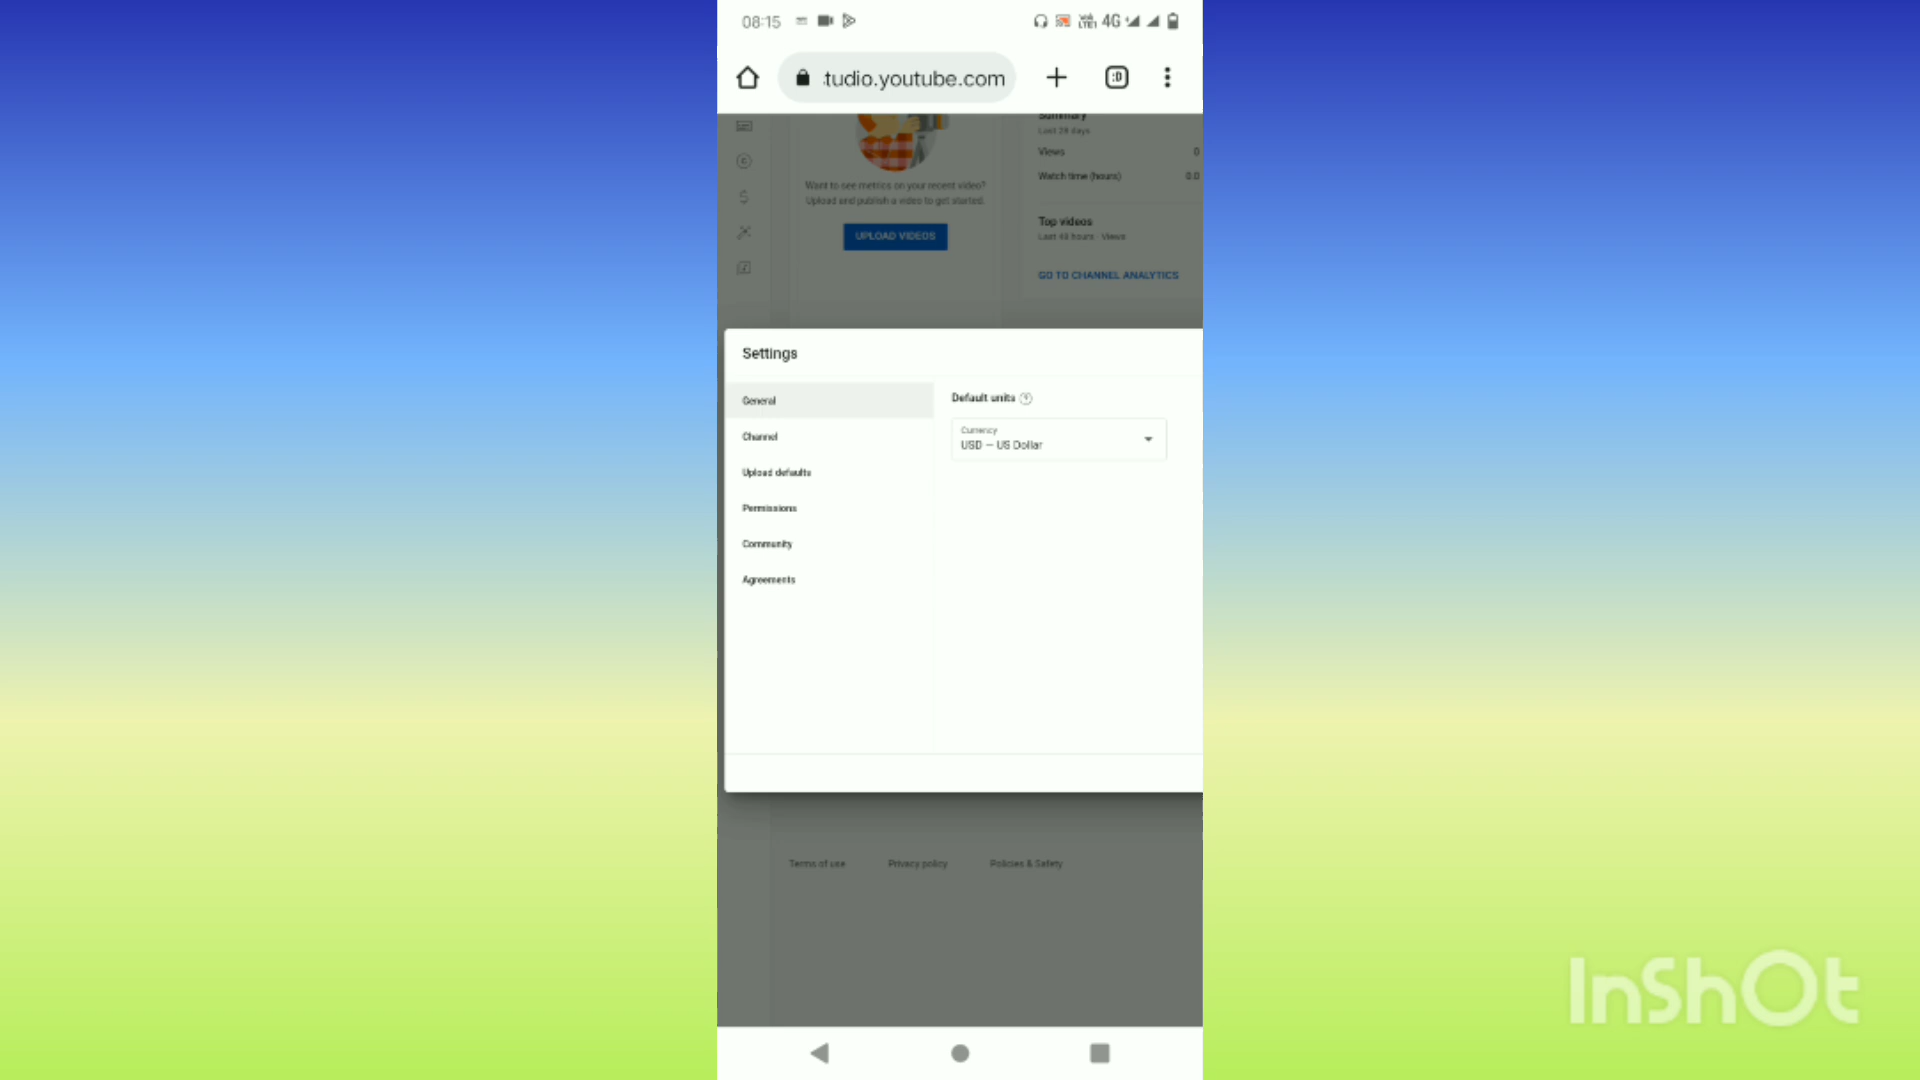 08:15
4G
tudio.youtube.com
:D
Summary
Last 28 days
Views 0
Watch time (hours) 0.0
Want to see metrics on your recent video?
Upload and publish a video to get started.
UPLOAD VIDEOS
Top videos
Last 48 hours · Views
GO TO CHANNEL ANALYTICS
Settings
General
Channel
Upload defaults
Permissions
Community
Agreements
Default units
Currency
USD — US Dollar
Terms of use Privacy policy Policies & Safety
InShOt